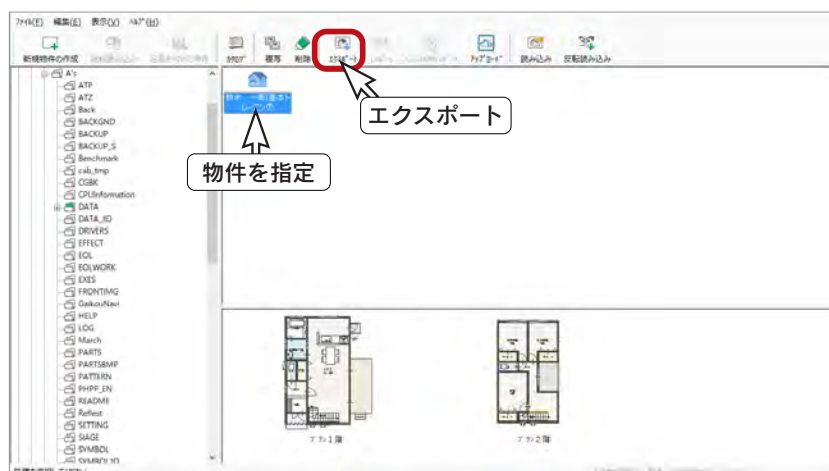 ﾌｧｲﾙ(E) 編集(E) 表示(V) ﾍﾙﾌﾟ(H)
新規物件の作成 ｶﾀﾛｸﾞ 複写 削除 ｴｸｽﾎﾟｰﾄ ｱｯﾌﾟﾛｰﾄﾞ 読み込み 反転読み込み
エクスポート
物件を指定
A's
ATP
ATZ
Back
BACKGND
BACKUP
BACKUP_S
Benchmark
cab_tmp
CGBK
CPUInformation
DATA
DATA_IO
DRIVERS
EFFECT
EOL
EOLWORK
EXES
FRONTIMG
GaikouNavi
HELP
LOG
March
PARTS
PARTSBMP
PATTERN
PHPP_EN
README
Reflect
SETTING
SIAGE
SYMBOL
プラン1階
プラン2階